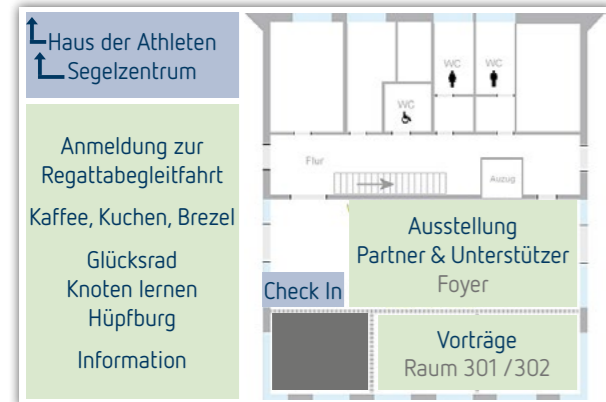 Haus der Athleten
Segelzentrum
Anmeldung zur
Regattabegleitfahrt
Kaffee, Kuchen, Brezel
Glücksrad
Knoten lernen
Hüpfburg
Information
WC
WC
WC
Flur
Auzug
Ausstellung
Partner & Unterstützer
Foyer
Check In
Vorträge
Raum 301 /302